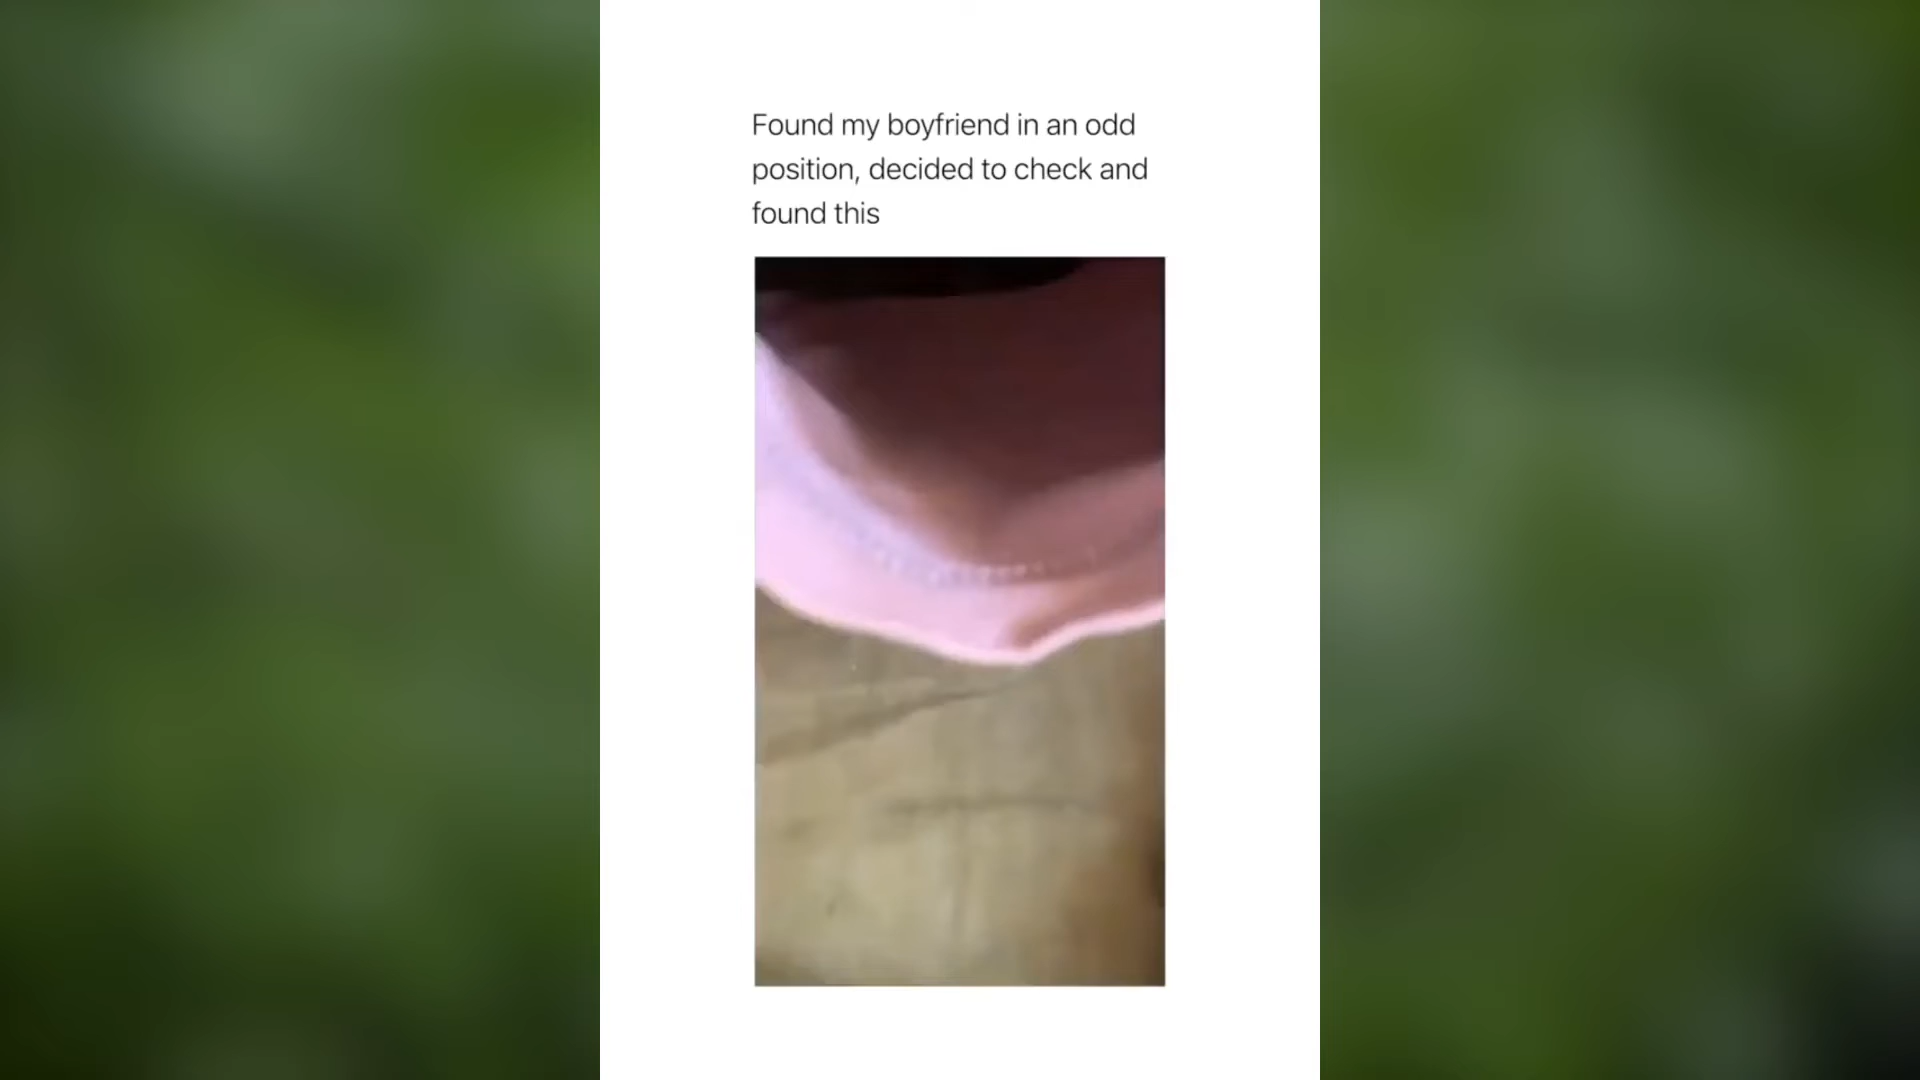 Found my boyfriend in an odd
position, decided to check and
found this